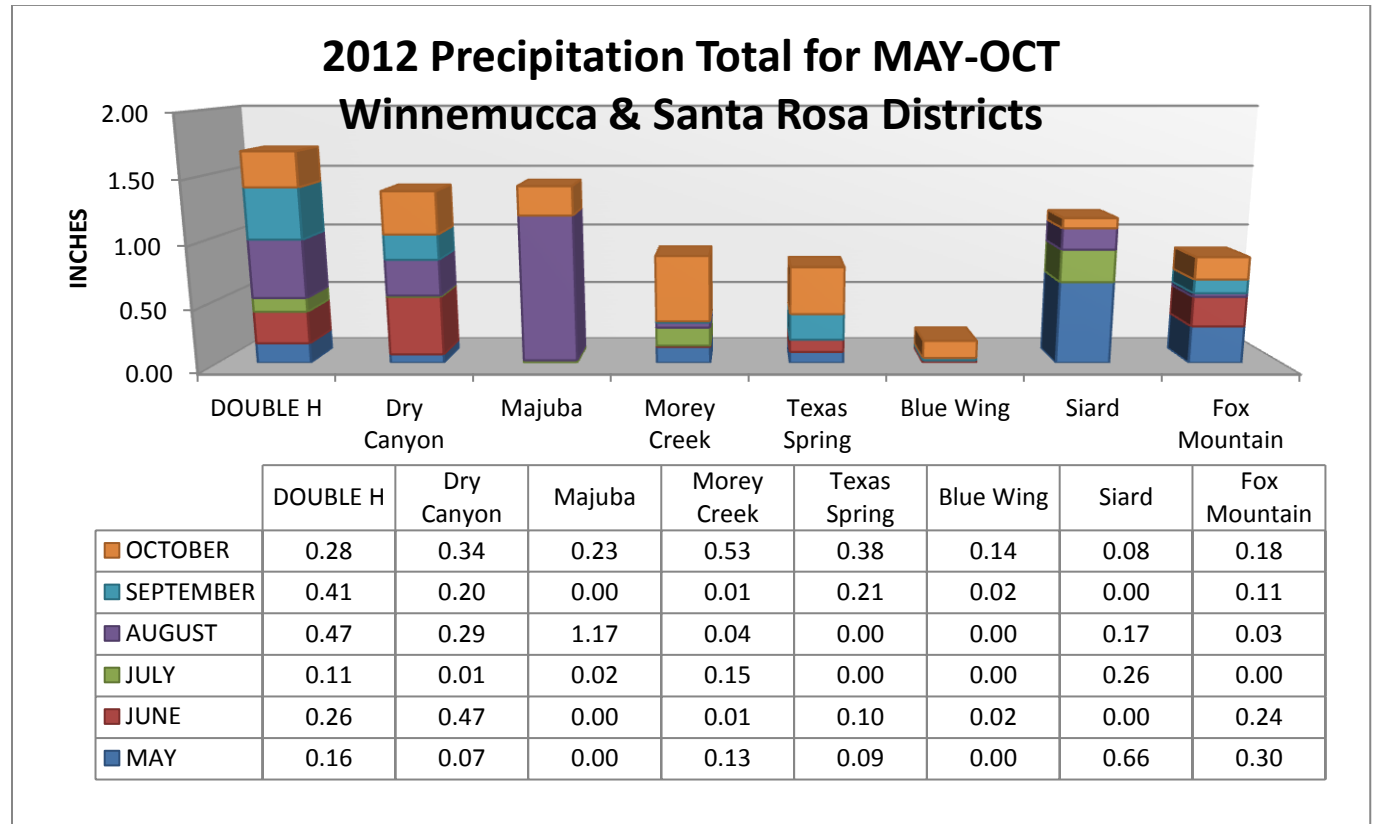 2012 Precipitation Total for MAY-OCT
Winnemucca & Santa Rosa Districts
INCHES
2.00
1.50
1.00
0.50
0.00
DOUBLE H Dry Canyon Majuba Morey Creek Texas Spring Blue Wing Siard Fox Mountain
DOUBLE H Dry Canyon Majuba Morey Creek Texas Spring Blue Wing Siard Fox Mountain
OCTOBER 0.28 0.34 0.23 0.53 0.38 0.14 0.08 0.18
SEPTEMBER 0.41 0.20 0.00 0.01 0.21 0.02 0.00 0.11
AUGUST 0.47 0.29 1.17 0.04 0.00 0.00 0.17 0.03
JULY 0.11 0.01 0.02 0.15 0.00 0.00 0.26 0.00
JUNE 0.26 0.47 0.00 0.01 0.10 0.02 0.00 0.24
MAY 0.16 0.07 0.00 0.13 0.09 0.00 0.66 0.30